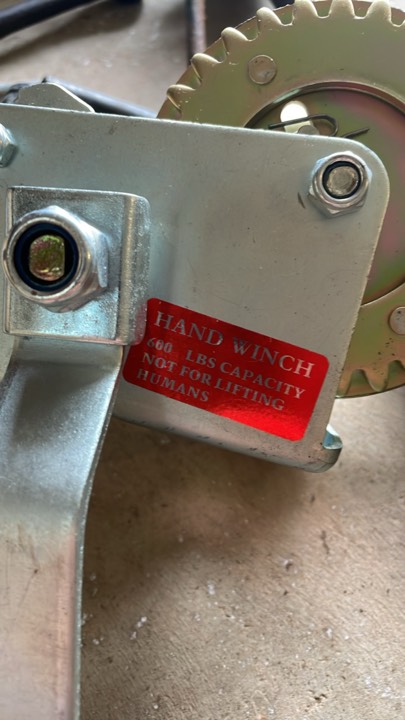 HAND WINCH
600 LBS CAPACITY
NOT FOR LIFTING
HUMANS